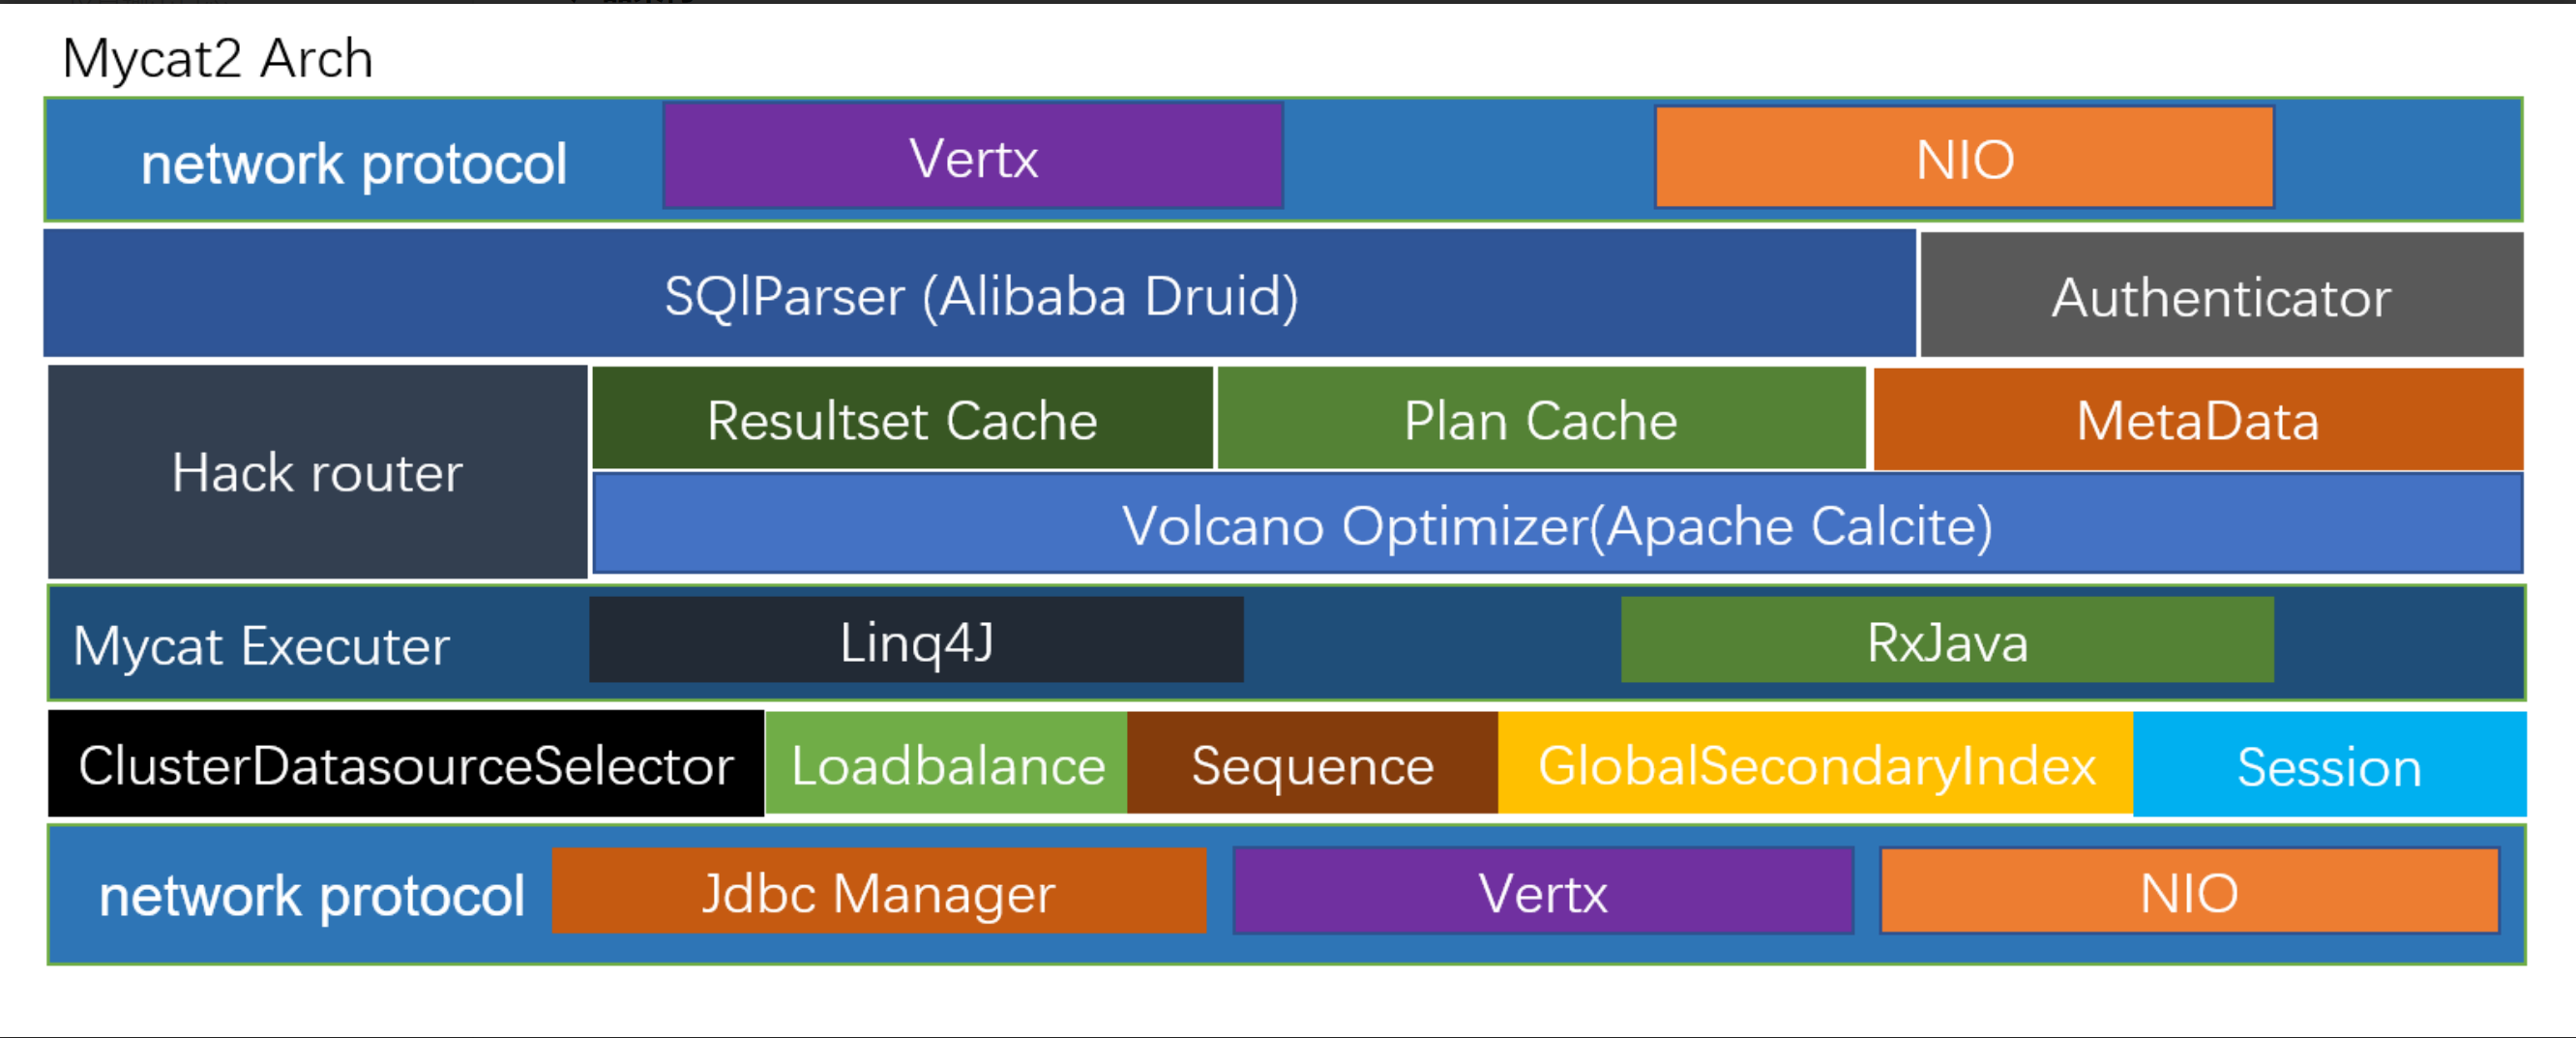 Mycat2 Arch
network protocol
Vertx
NIO
SQlParser (Alibaba Druid)
Authenticator
Hack router
Resultset Cache
Plan Cache
MetaData
Volcano Optimizer(Apache Calcite)
Mycat Executer
Linq4J
RxJava
ClusterDatasourceSelector
Loadbalance
Sequence
GlobalSecondaryIndex
Session
network protocol
Jdbc Manager
Vertx
NIO